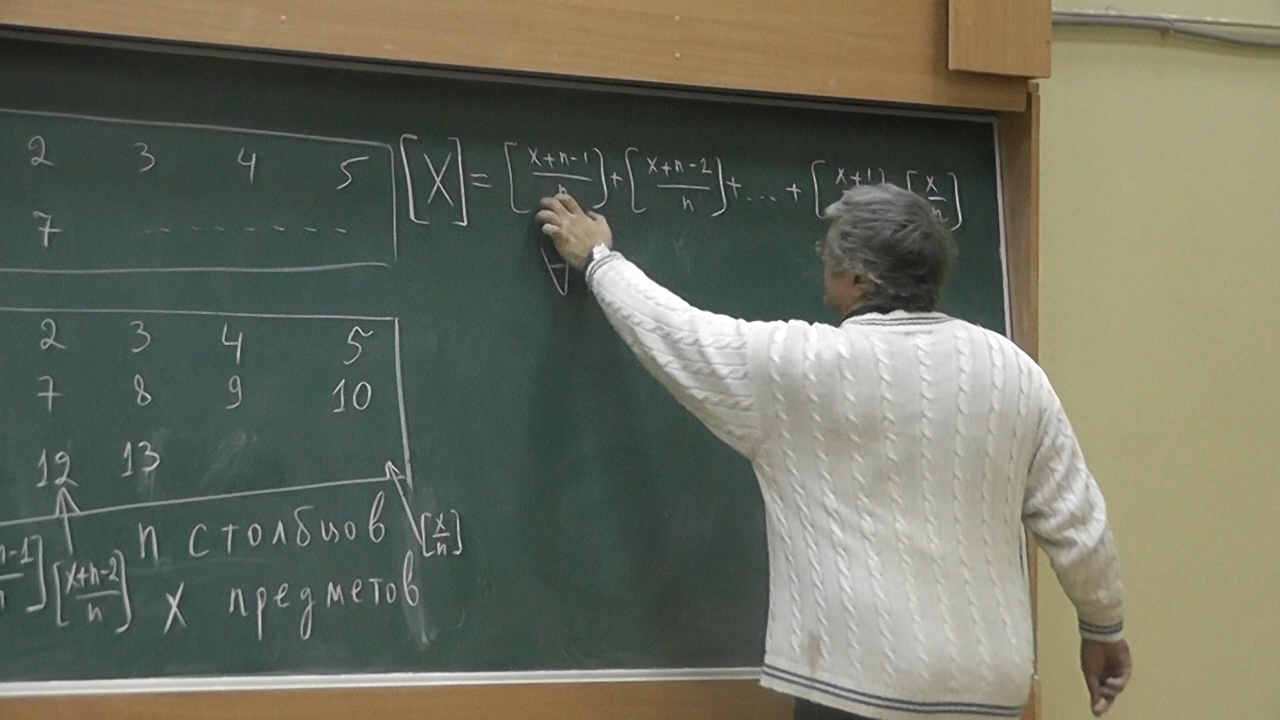 2 3 4 5
7 - - - - - - - -
[X] = [x+n-1/n] + [x+n-2/n] + ... + [x+1 [x/n]
∀
2 3 4 5
7 8 9 10
12 13
n столбцов [x/n]
n-1/n] [x+n-2/n] x предметов